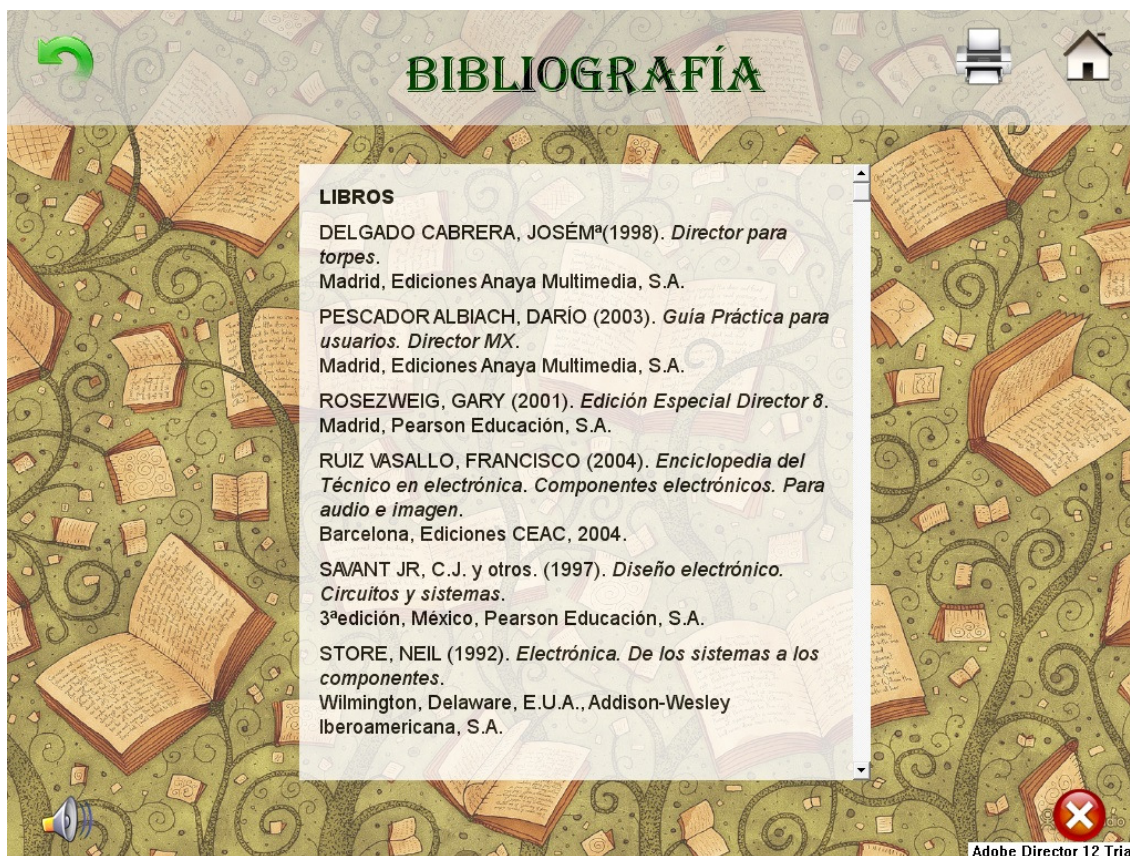 BIBLIOGRAFÍA
LIBROS
DELGADO CABRERA, JOSÉMª(1998). Director para
torpes.
Madrid, Ediciones Anaya Multimedia, S.A.
PESCADOR ALBIACH, DARÍO (2003). Guía Práctica para
usuarios. Director MX.
Madrid, Ediciones Anaya Multimedia, S.A.
ROSEZWEIG, GARY (2001). Edición Especial Director 8.
Madrid, Pearson Educación, S.A.
RUIZ VASALLO, FRANCISCO (2004). Enciclopedia del
Técnico en electrónica. Componentes electrónicos. Para
audio e imagen.
Barcelona, Ediciones CEAC, 2004.
SAVANT JR, C.J. y otros. (1997). Diseño electrónico.
Circuitos y sistemas.
3ªedición, México, Pearson Educación, S.A.
STORE, NEIL (1992). Electrónica. De los sistemas a los
componentes.
Wilmington, Delaware, E.U.A., Addison-Wesley
Iberoamericana, S.A.
Adobe Director 12 Tria